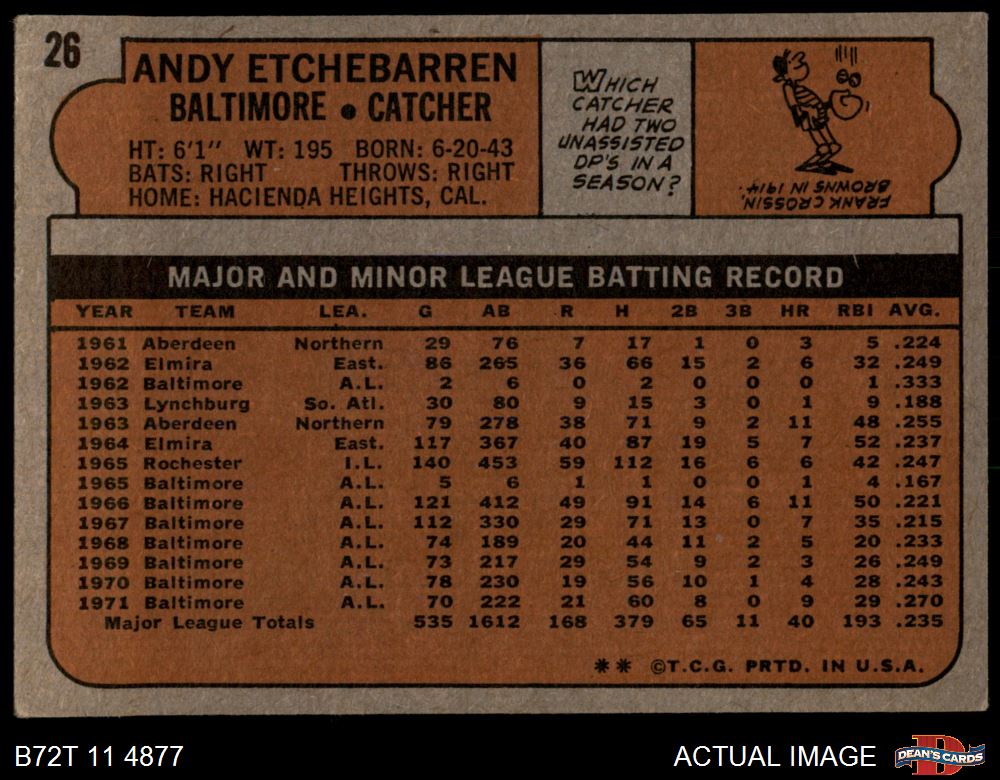 26
ANDY ETCHEBARREN
BALTIMORE • CATCHER
HT: 6'1" WT: 195 BORN: 6-20-43
BATS: RIGHT THROWS: RIGHT
HOME: HACIENDA HEIGHTS, CAL.
WHICH
CATCHER
HAD TWO
UNASSISTED
DP'S IN A
SEASON?
FRANK CROSSIN,
BROWNS IN 1914.
MAJOR AND MINOR LEAGUE BATTING RECORD
YEAR TEAM LEA. G AB R H 2B 3B HR RBI AVG.
1961 Aberdeen Northern 29 76 7 17 1 0 3 5 .224
1962 Elmira East. 86 265 36 66 15 2 6 32 .249
1962 Baltimore A.L. 2 6 0 2 0 0 0 1 .333
1963 Lynchburg So. Atl. 30 80 9 15 3 0 1 9 .188
1963 Aberdeen Northern 79 278 38 71 9 2 11 48 .255
1964 Elmira East. 117 367 40 87 19 5 7 52 .237
1965 Rochester I.L. 140 453 59 112 16 6 6 42 .247
1965 Baltimore A.L. 5 6 1 1 0 0 1 4 .167
1966 Baltimore A.L. 121 412 49 91 14 6 11 50 .221
1967 Baltimore A.L. 112 330 29 71 13 0 7 35 .215
1968 Baltimore A.L. 74 189 20 44 11 2 5 20 .233
1969 Baltimore A.L. 73 217 29 54 9 2 3 26 .249
1970 Baltimore A.L. 78 230 19 56 10 1 4 28 .243
1971 Baltimore A.L. 70 222 21 60 8 0 9 29 .270
Major League Totals 535 1612 168 379 65 11 40 193 .235
** ©T.C.G. PRTD. IN U.S.A.
B72T 11 4877
ACTUAL IMAGE
DEAN'S CARDS